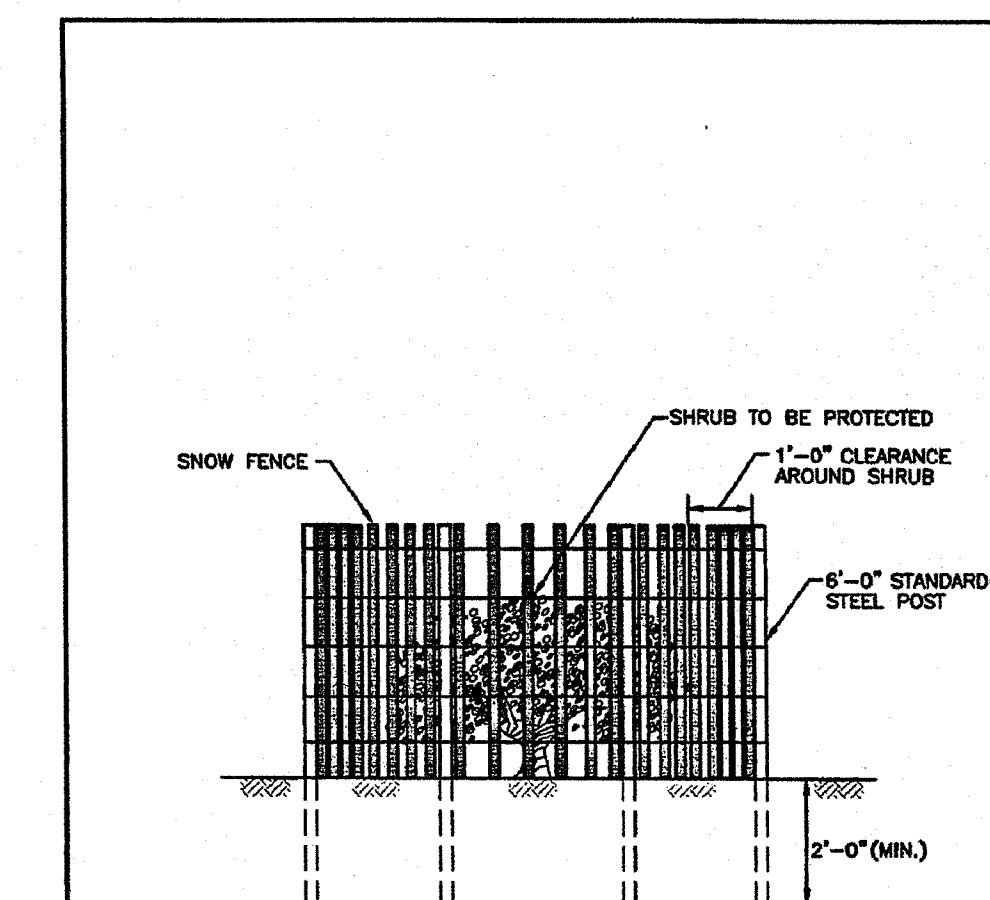 SHRUB TO BE PROTECTED
SNOW FENCE
1'-0" CLEARANCE
AROUND SHRUB
6'-0" STANDARD
STEEL POST
2'-0"(MIN.)